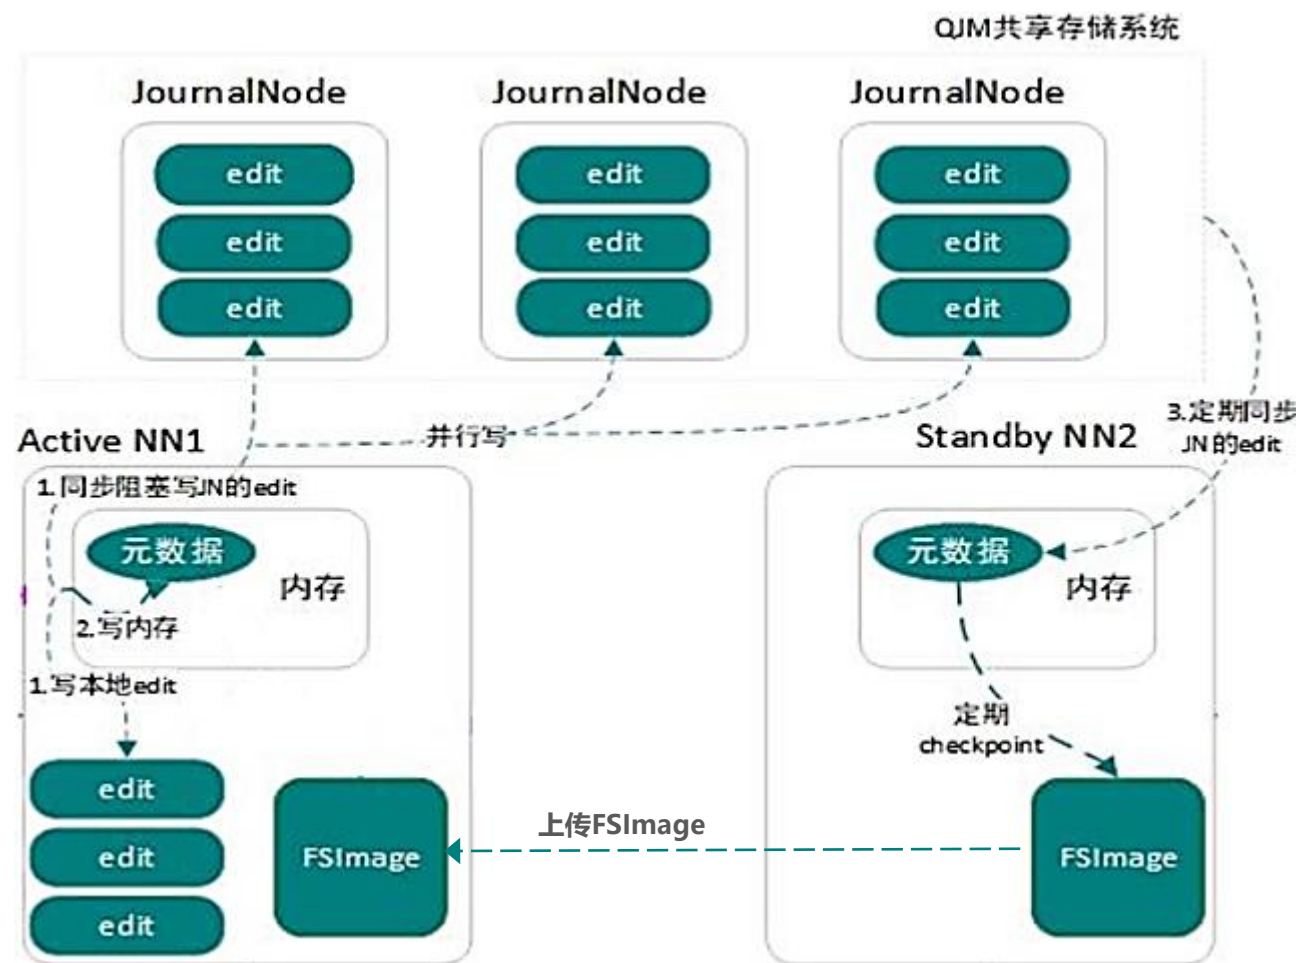 QJM共享存储系统
JournalNode
JournalNode
JournalNode
edit
edit
edit
edit
edit
edit
edit
edit
edit
并行写
3.定期同步
JN的edit
Active NN1
Standby NN2
1.同步阻塞写JN的edit
元数据
内存
2.写内存
1.写本地edit
元数据
内存
定期
checkpoint
edit
edit
edit
FSImage
上传FSImage
FSImage